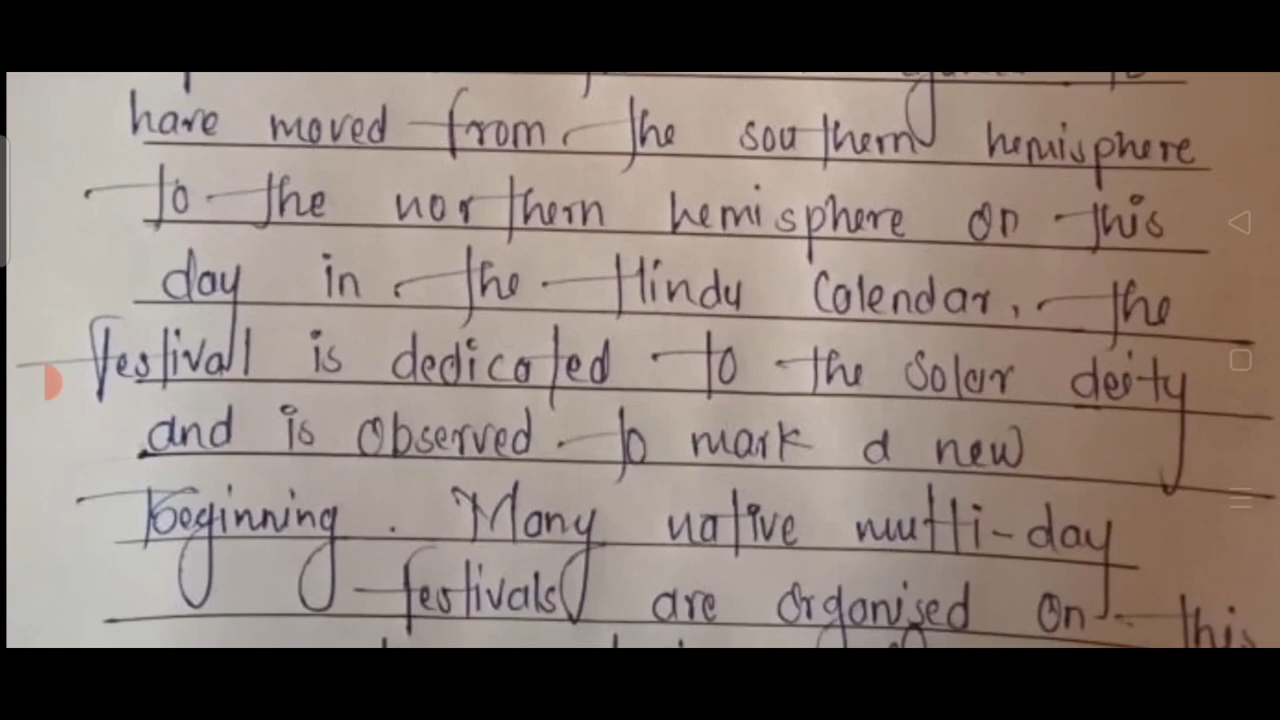 have moved from the southern hemisphere
to the northern hemisphere on this
day in the Hindu Calendar. the
festivall is dedicated to the Solar deity
and is observed to mark a new
beginning. Many native multi-day
festivals are organised on this